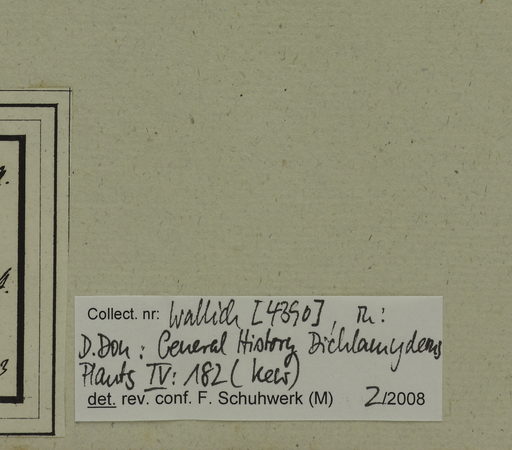 Collect. nr: Wallich [4390], in:
D. Don: General History Dichlamydeous
Plants IV: 182 (Kew)
det. rev. conf. F. Schuhwerk (M) 2/2008